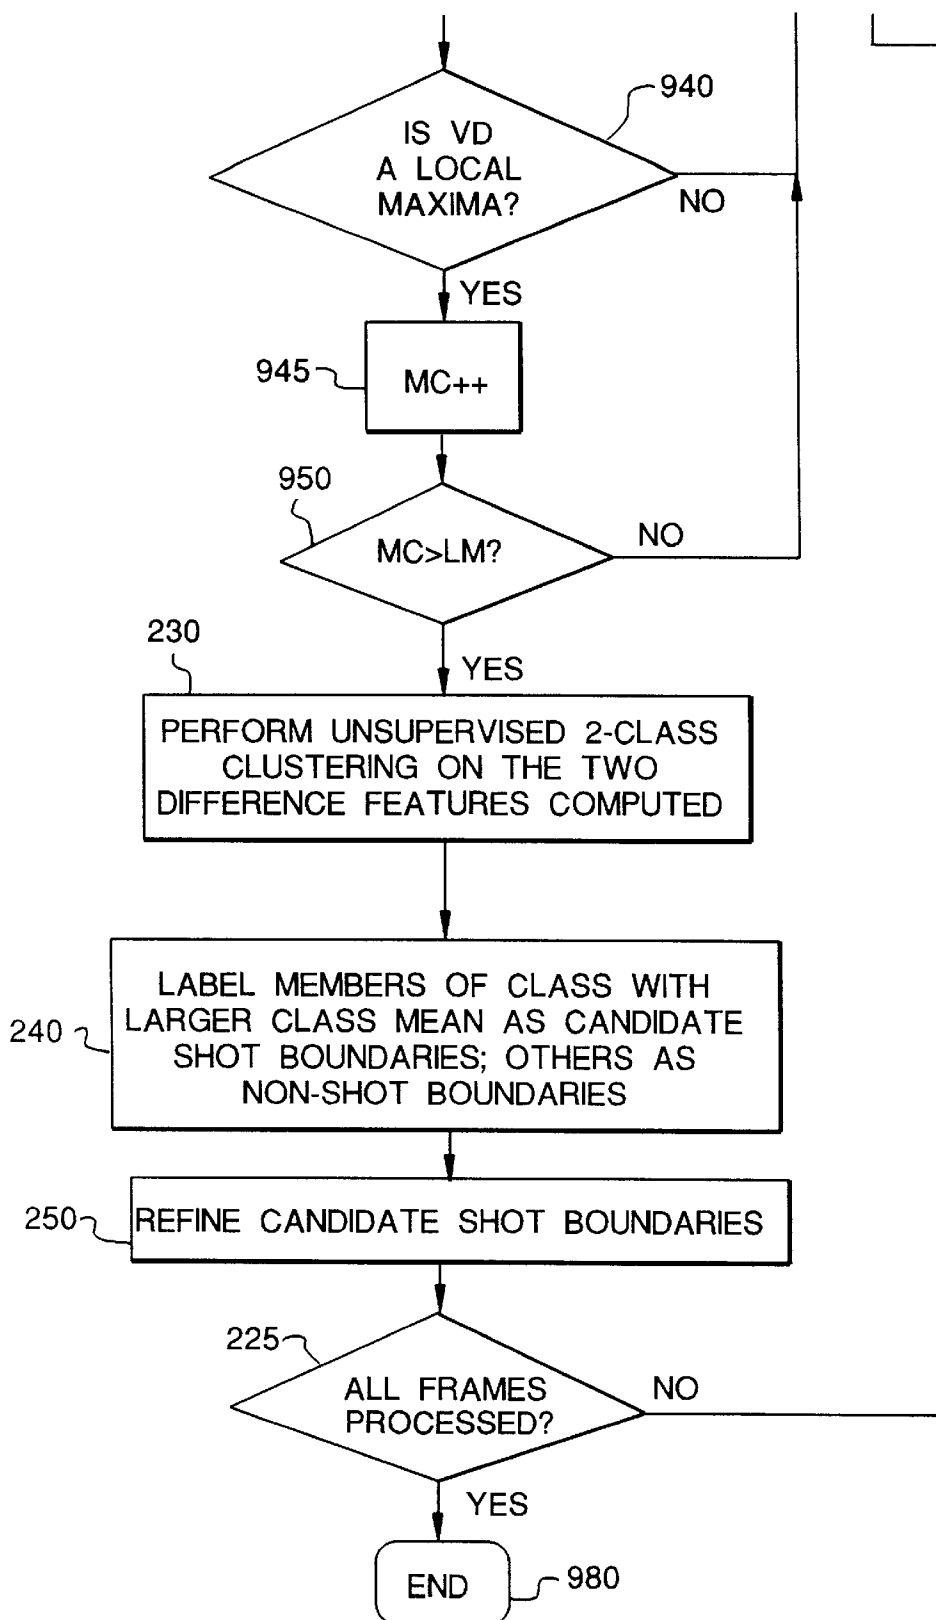 940
IS VD
A LOCAL
MAXIMA?
NO
YES
945
MC++
950
MC>LM?
NO
230
YES
PERFORM UNSUPERVISED 2-CLASS
CLUSTERING ON THE TWO
DIFFERENCE FEATURES COMPUTED
LABEL MEMBERS OF CLASS WITH
240
LARGER CLASS MEAN AS CANDIDATE
SHOT BOUNDARIES; OTHERS AS
NON-SHOT BOUNDARIES
250
REFINE CANDIDATE SHOT BOUNDARIES
225
ALL FRAMES
PROCESSED?
NO
YES
END
980